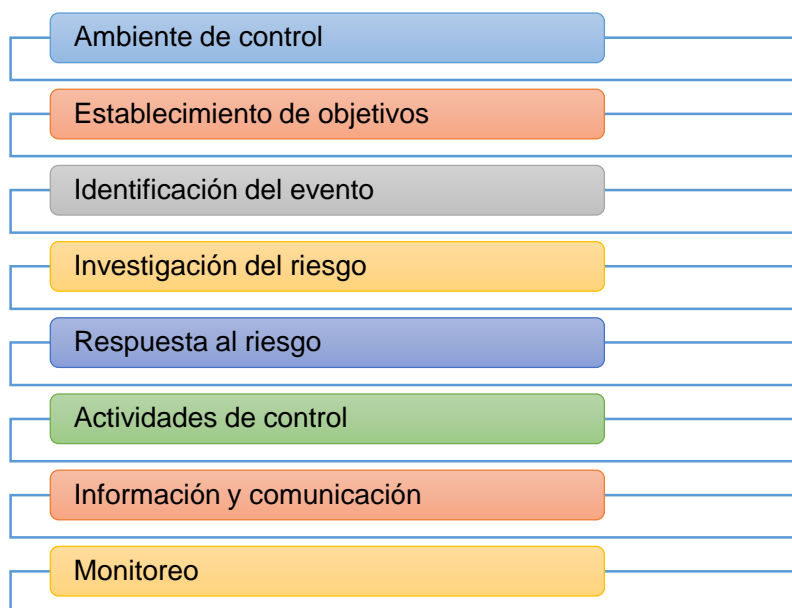 Ambiente de control
Establecimiento de objetivos
Identificación del evento
Investigación del riesgo
Respuesta al riesgo
Actividades de control
Información y comunicación
Monitoreo